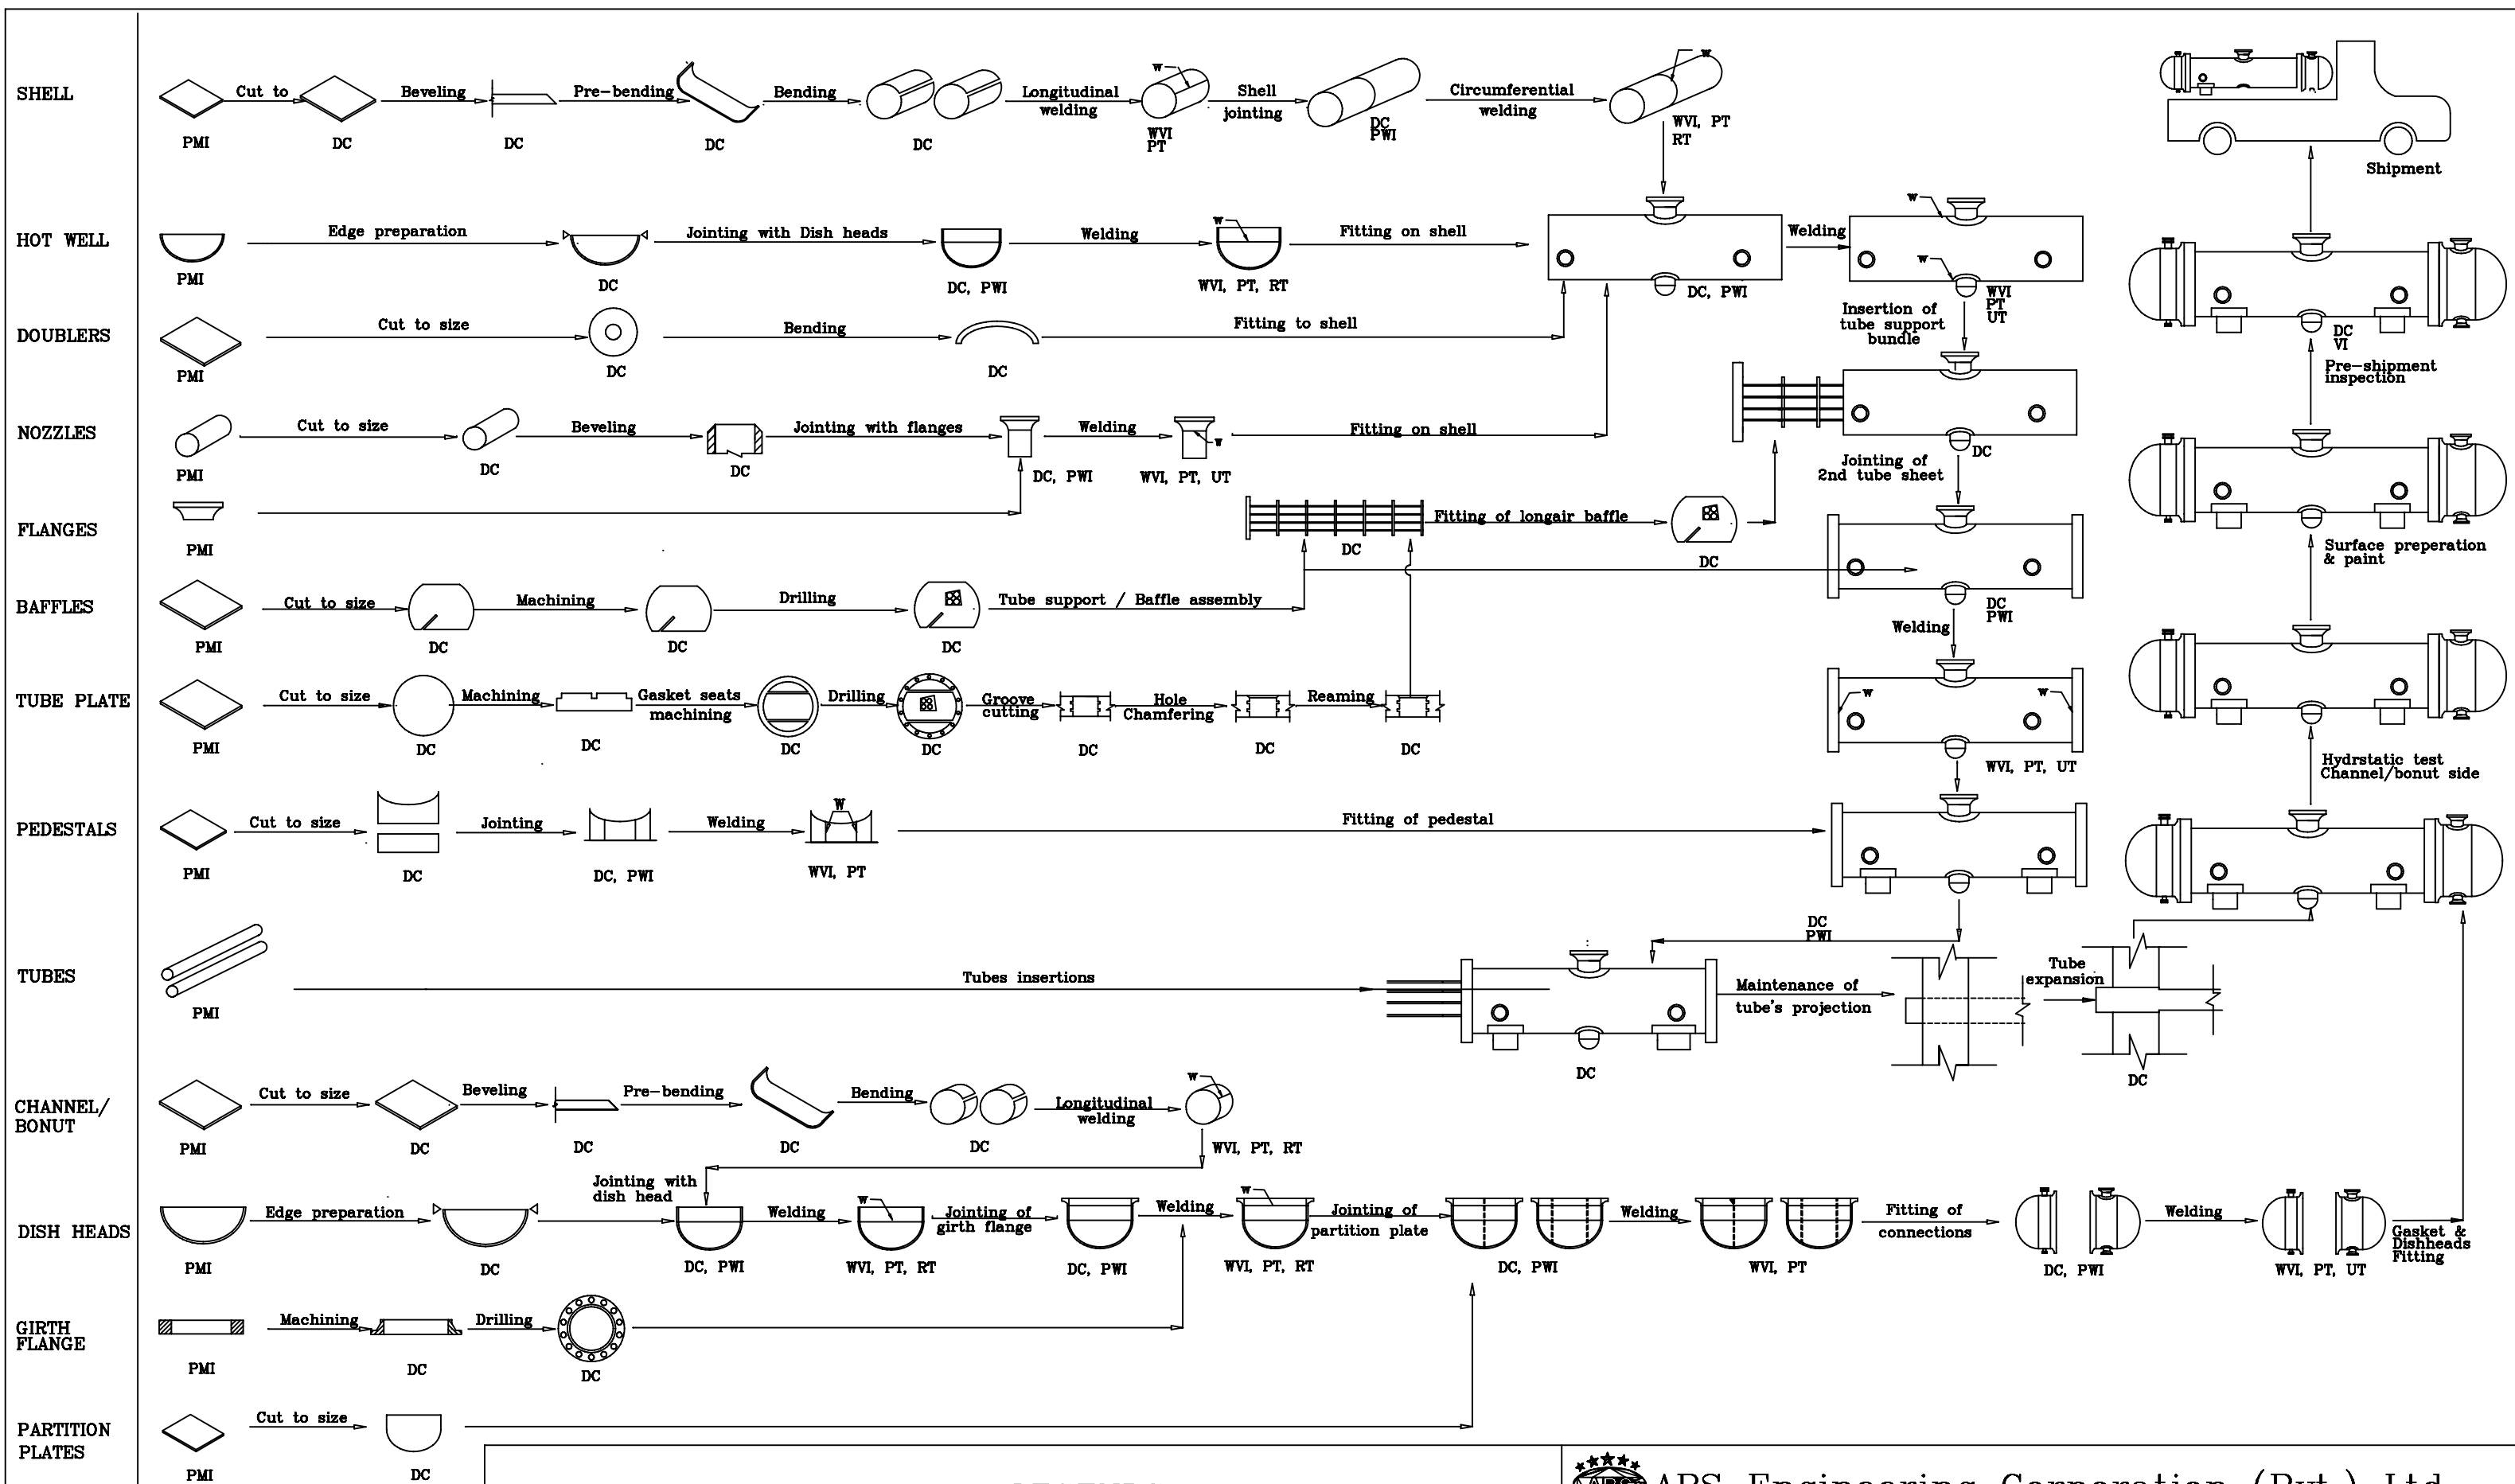 SHELL
Cut to
Beveling
Pre-bending
Bending
Longitudinal
welding
W
Shell
jointing
Circumferential
welding
W
PMI
DC
DC
DC
DC
WVI
PT
DC
PWI
WVI, PT
RT
Shipment
HOT WELL
Edge preparation
Jointing with Dish heads
Welding
W
Fitting on shell
Welding
W
W
PMI
DC
DC, PWI
WVI, PT, RT
DC, PWI
WVI
PT
UT
DOUBLERS
Cut to size
Bending
Fitting to shell
Insertion of
tube support
bundle
DC
VI
PMI
DC
DC
Pre-shipment
inspection
NOZZLES
Cut to size
Beveling
Jointing with flanges
Welding
W
Fitting on shell
PMI
DC
DC
DC, PWI
WVI, PT, UT
DC
Jointing of
2nd tube sheet
FLANGES
PMI
Fitting of longair baffle
DC
DC
DC
Surface preperation
& paint
BAFFLES
Cut to size
Machining
Drilling
Tube support / Baffle assembly
PMI
DC
DC
DC
DC
PWI
Welding
TUBE PLATE
Cut to size
Machining
Gasket seats
machining
Drilling
Groove
cutting
Hole
Chamfering
Reaming
W
W
PMI
DC
DC
DC
DC
DC
DC
DC
WVI, PT, UT
Hydrstatic test
Channel/bonut side
PEDESTALS
Cut to size
Jointing
Welding
W
Fitting of pedestal
PMI
DC
DC, PWI
WVI, PT
DC
PWI
TUBES
Tubes insertions
Maintenance of
tube's projection
Tube
expansion
PMI
DC
DC
CHANNEL/
BONUT
Cut to size
Beveling
Pre-bending
Bending
Longitudinal
welding
W
PMI
DC
DC
DC
DC
WVI, PT, RT
DISH HEADS
Edge preparation
Jointing with
dish head
Welding
W
Jointing of
girth flange
Welding
W
Jointing of
partition plate
Welding
Fitting of
connections
Welding
Gasket &
Dishheads
Fitting
PMI
DC
DC, PWI
WVI, PT, RT
DC, PWI
WVI, PT, RT
DC, PWI
WVI, PT
DC, PWI
WVI, PT, UT
GIRTH
FLANGE
Machining
Drilling
PMI
DC
DC
PARTITION
PLATES
Cut to size
PMI
DC
ARS Engineering Corporation (Pvt.) Ltd